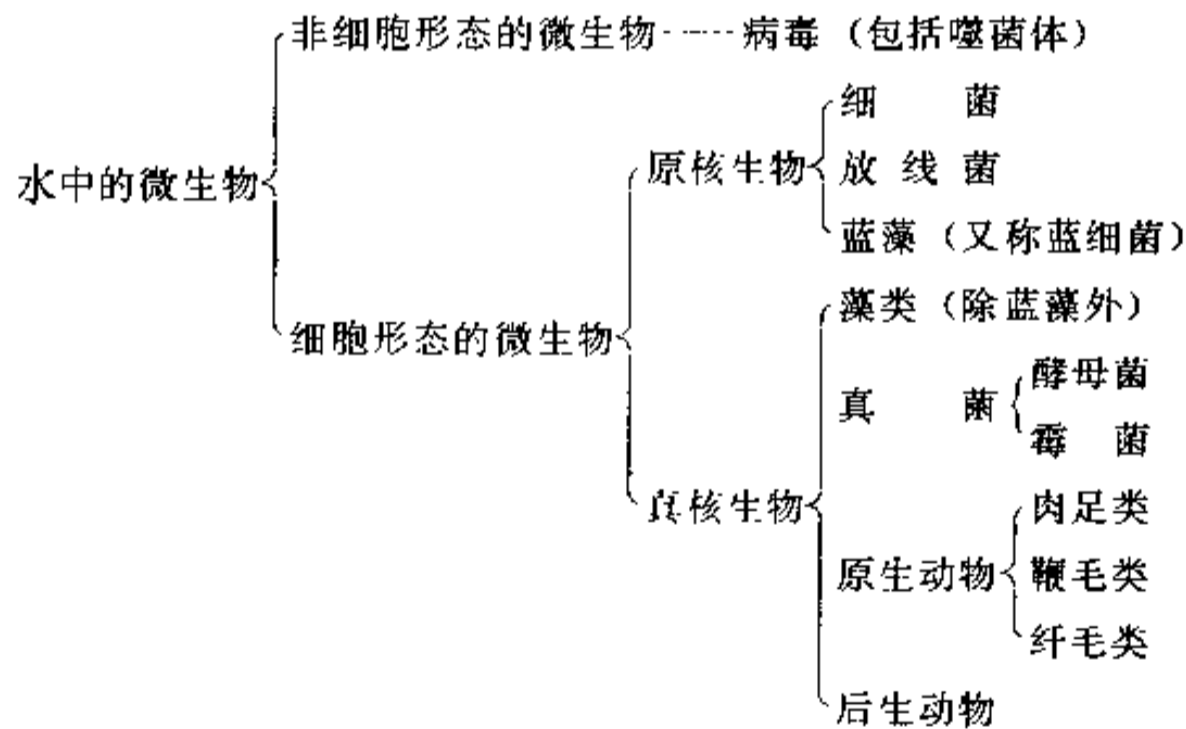 非细胞形态的微生物……病毒（包括噬菌体）
细 菌
水中的微生物
原核生物
放线菌
蓝藻（又称蓝细菌）
藻类（除蓝藻外）
细胞形态的微生物
酵母菌
真 菌
霉 菌
真核生物
肉足类
原生动物
鞭毛类
纤毛类
后生动物